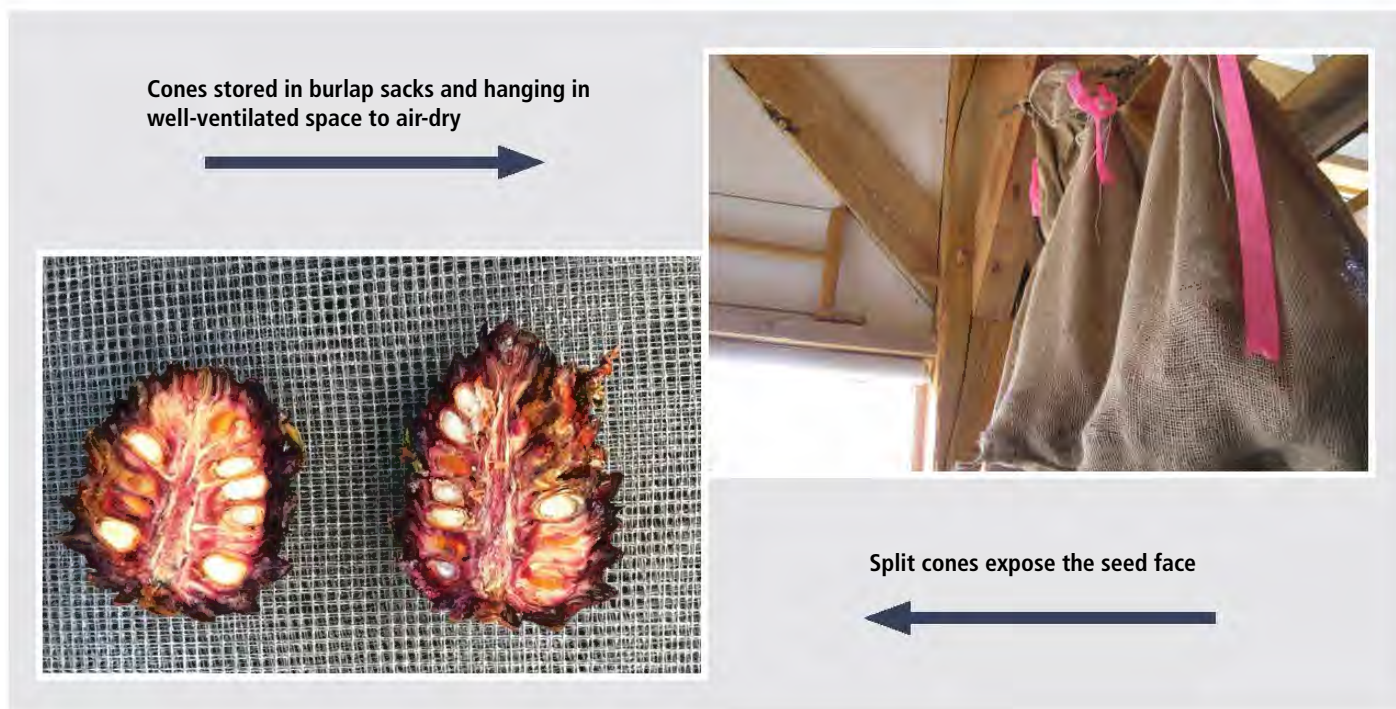 Cones stored in burlap sacks and hanging in
well-ventilated space to air-dry
Split cones expose the seed face